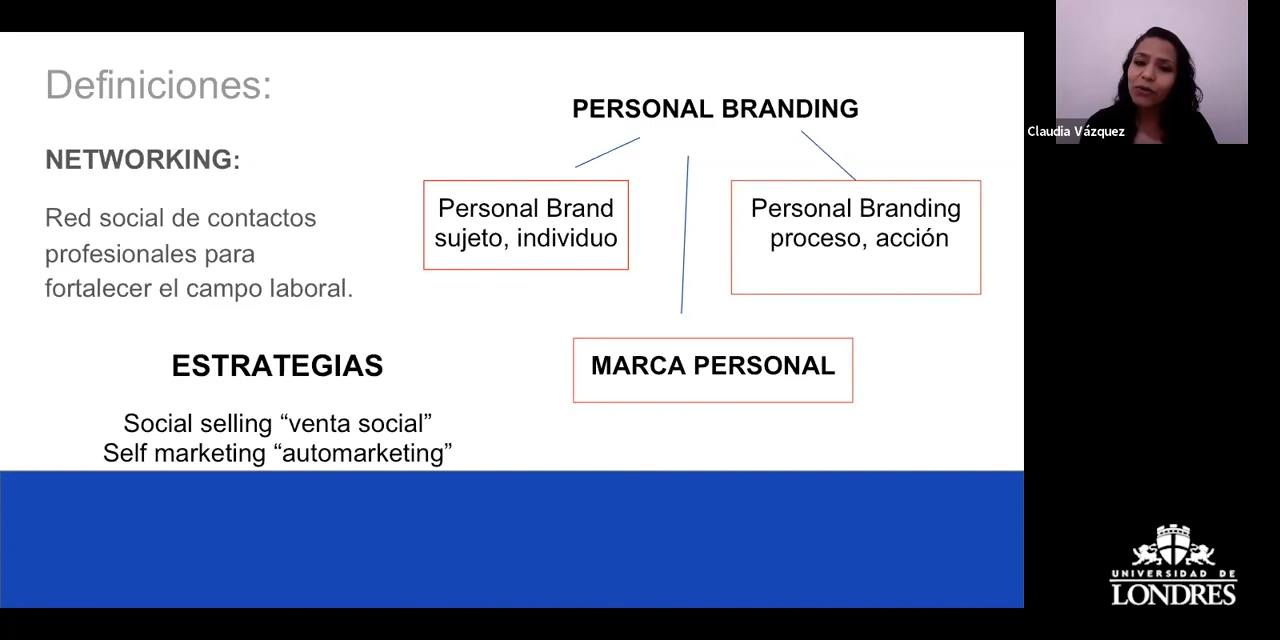 Definiciones:
NETWORKING:
Red social de contactos
profesionales para
fortalecer el campo laboral.
ESTRATEGIAS
Social selling “venta social”
Self marketing “automarketing”
PERSONAL BRANDING
Personal Brand
sujeto, individuo
Personal Branding
proceso, acción
MARCA PERSONAL
Claudia Vázquez
UNIVERSIDAD DE
LONDRES